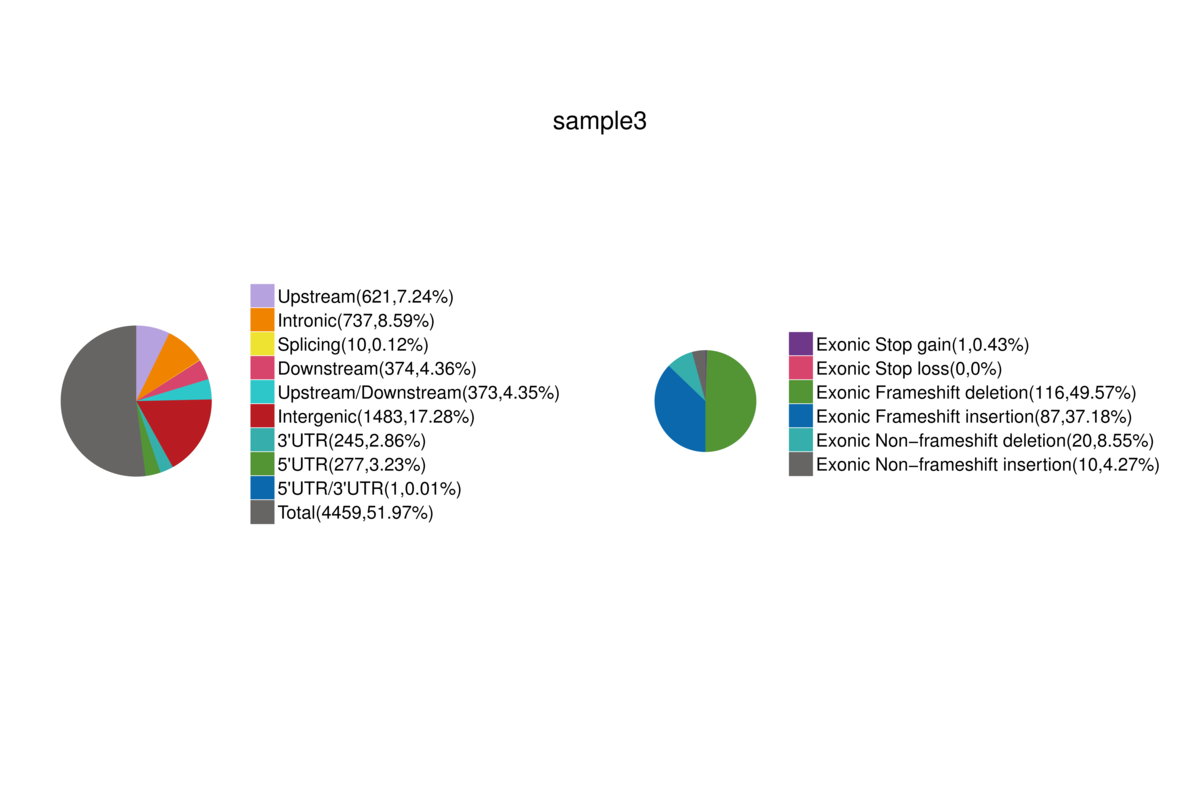 sample3
Upstream(621,7.24%)
Intronic(737,8.59%)
Splicing(10,0.12%)
Downstream(374,4.36%)
Upstream/Downstream(373,4.35%)
Intergenic(1483,17.28%)
3'UTR(245,2.86%)
5'UTR(277,3.23%)
5'UTR/3'UTR(1,0.01%)
Total(4459,51.97%)
Exonic Stop gain(1,0.43%)
Exonic Stop loss(0,0%)
Exonic Frameshift deletion(116,49.57%)
Exonic Frameshift insertion(87,37.18%)
Exonic Non−frameshift deletion(20,8.55%)
Exonic Non−frameshift insertion(10,4.27%)